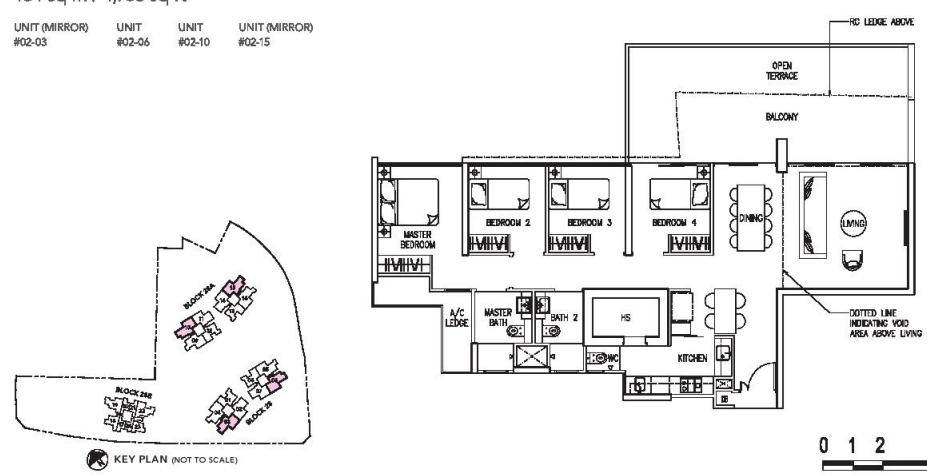 UNIT (MIRROR) UNIT UNIT UNIT (MIRROR)
#02-03 #02-06 #02-10 #02-15
RC LEDGE ABOVE
OPEN
TERRACE
BALCONY
BEDROOM 2
BEDROOM 3
BEDROOM 4
DINING
LIVING
MASTER
BEDROOM
A/C
LEDGE
MASTER
BATH
BATH 2
HS
WC
KITCHEN
DB
DOTTED LINE
INDICATING VOID
AREA ABOVE LIVING
BLOCK 28A
BLOCK 28B
BLOCK 28
KEY PLAN (NOT TO SCALE)
0 1 2